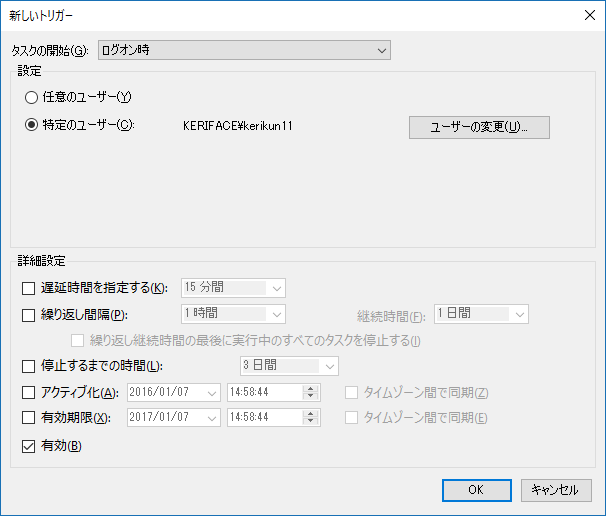 新しいトリガー
タスクの開始(G): ログオン時
設定
任意のユーザー(Y)
特定のユーザー(C): KERIFACE¥kerikun11 ユーザーの変更(U)...
詳細設定
遅延時間を指定する(K): 15 分間
繰り返し間隔(P): 1 時間 継続時間(F): 1 日間
繰り返し継続時間の最後に実行中のすべてのタスクを停止する(I)
停止するまでの時間(L): 3 日間
アクティブ化(A): 2016/01/07 14:58:44 タイムゾーン間で同期(Z)
有効期限(X): 2017/01/07 14:58:44 タイムゾーン間で同期(E)
有効(B)
OK キャンセル